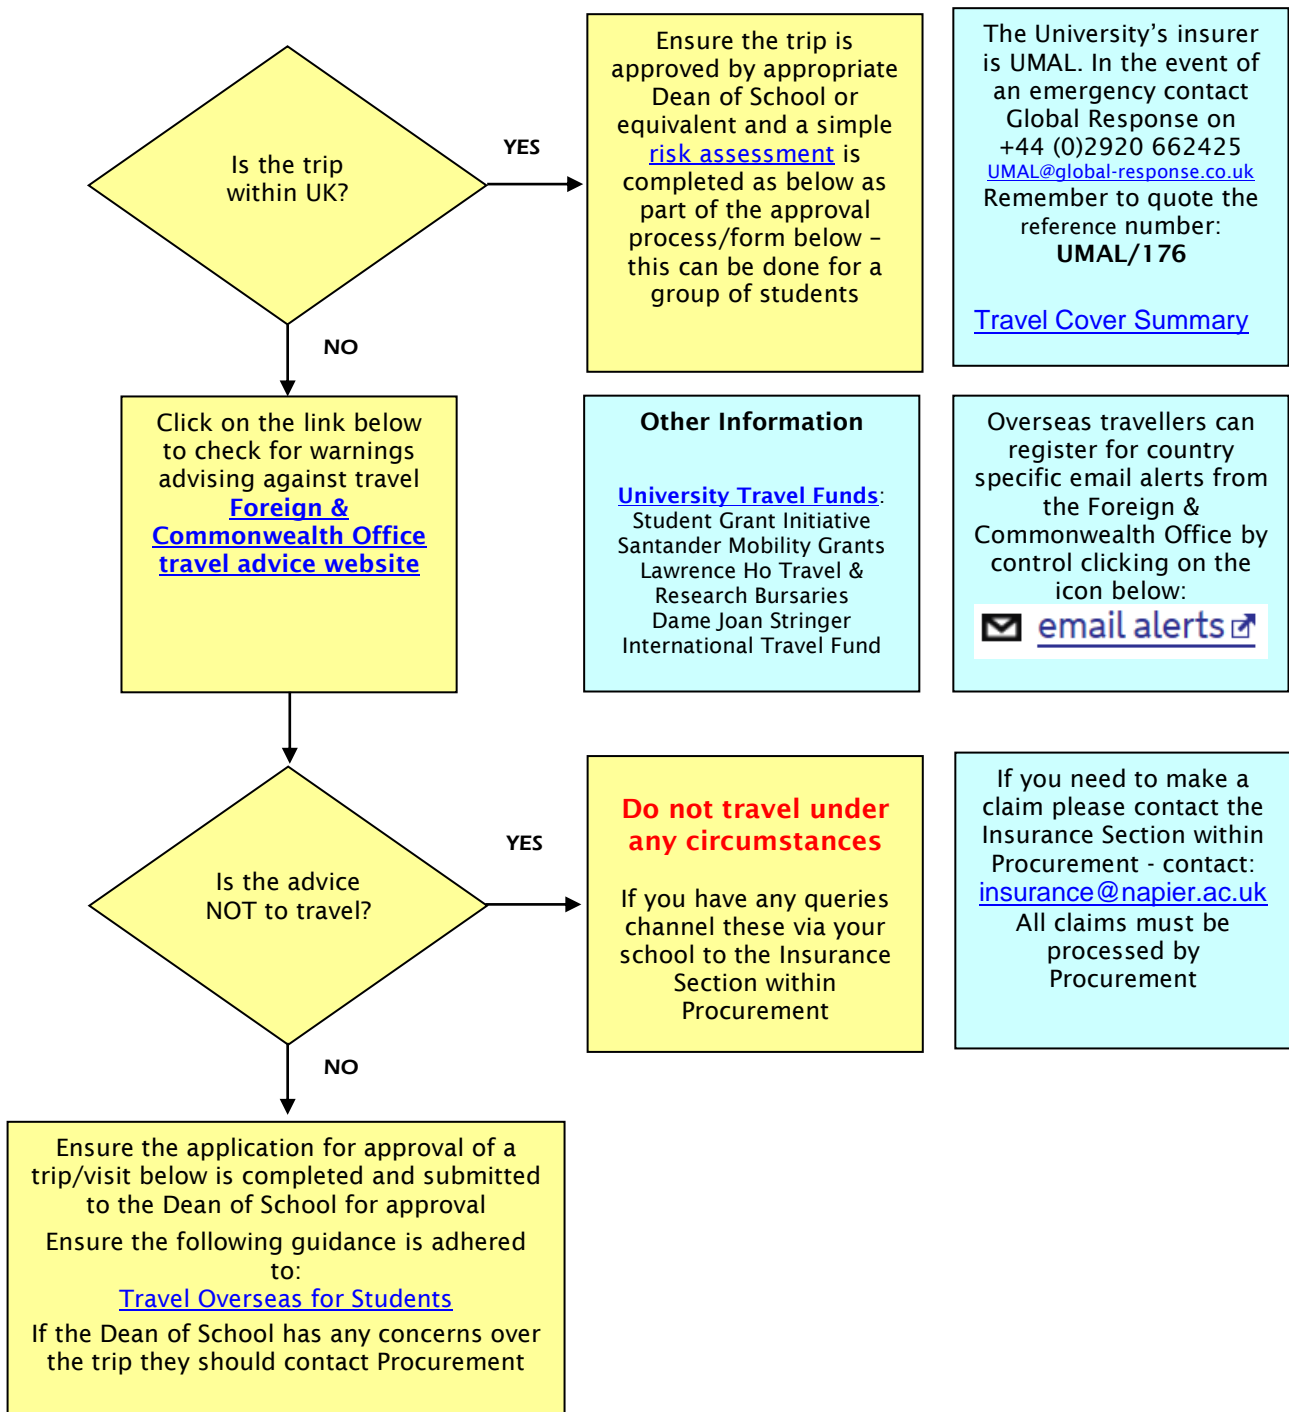 Is the trip
within UK?
YES
Ensure the trip is
approved by appropriate
Dean of School or
equivalent and a simple
risk assessment is
completed as below as
part of the approval
process/form below –
this can be done for a
group of students
The University's insurer
is UMAL. In the event of
an emergency contact
Global Response on
+44 (0)2920 662425
UMAL@global-response.co.uk
Remember to quote the
reference number:
UMAL/176
Travel Cover Summary
NO
Click on the link below
to check for warnings
advising against travel
Foreign &
Commonwealth Office
travel advice website
Other Information
University Travel Funds:
Student Grant Initiative
Santander Mobility Grants
Lawrence Ho Travel &
Research Bursaries
Dame Joan Stringer
International Travel Fund
Overseas travellers can
register for country
specific email alerts from
the Foreign &
Commonwealth Office by
control clicking on the
icon below:
email alerts
Is the advice
NOT to travel?
YES
Do not travel under
any circumstances
If you have any queries
channel these via your
school to the Insurance
Section within
Procurement
If you need to make a
claim please contact the
Insurance Section within
Procurement - contact:
insurance@napier.ac.uk
All claims must be
processed by
Procurement
NO
Ensure the application for approval of a
trip/visit below is completed and submitted
to the Dean of School for approval
Ensure the following guidance is adhered
to:
Travel Overseas for Students
If the Dean of School has any concerns over
the trip they should contact Procurement